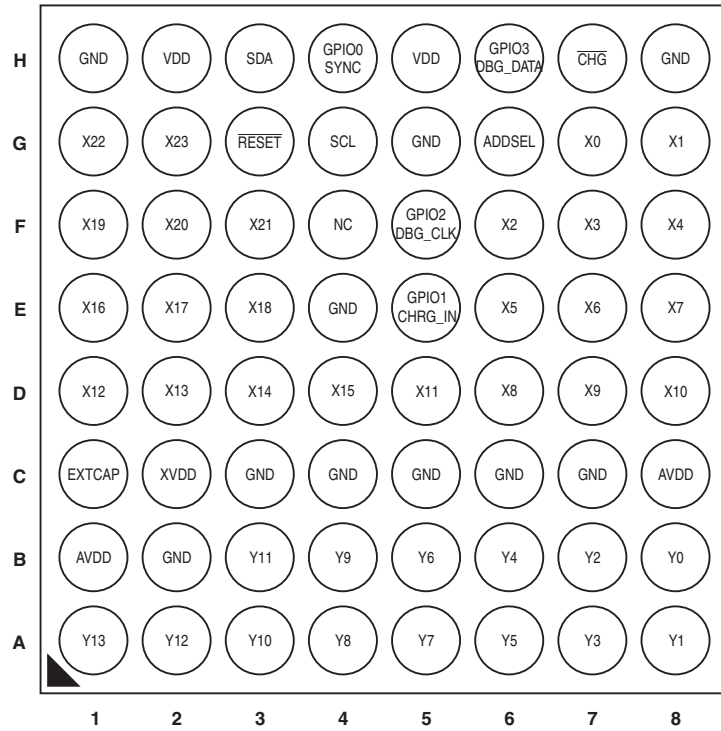 H GND VDD SDA GPIO0 SYNC VDD GPIO3 DBG_DATA CHG GND
G X22 X23 RESET SCL GND ADDSEL X0 X1
F X19 X20 X21 NC GPIO2 DBG_CLK X2 X3 X4
E X16 X17 X18 GND GPIO1 CHRG_IN X5 X6 X7
D X12 X13 X14 X15 X11 X8 X9 X10
C EXTCAP XVDD GND GND GND GND GND AVDD
B AVDD GND Y11 Y9 Y6 Y4 Y2 Y0
A Y13 Y12 Y10 Y8 Y7 Y5 Y3 Y1
1 2 3 4 5 6 7 8